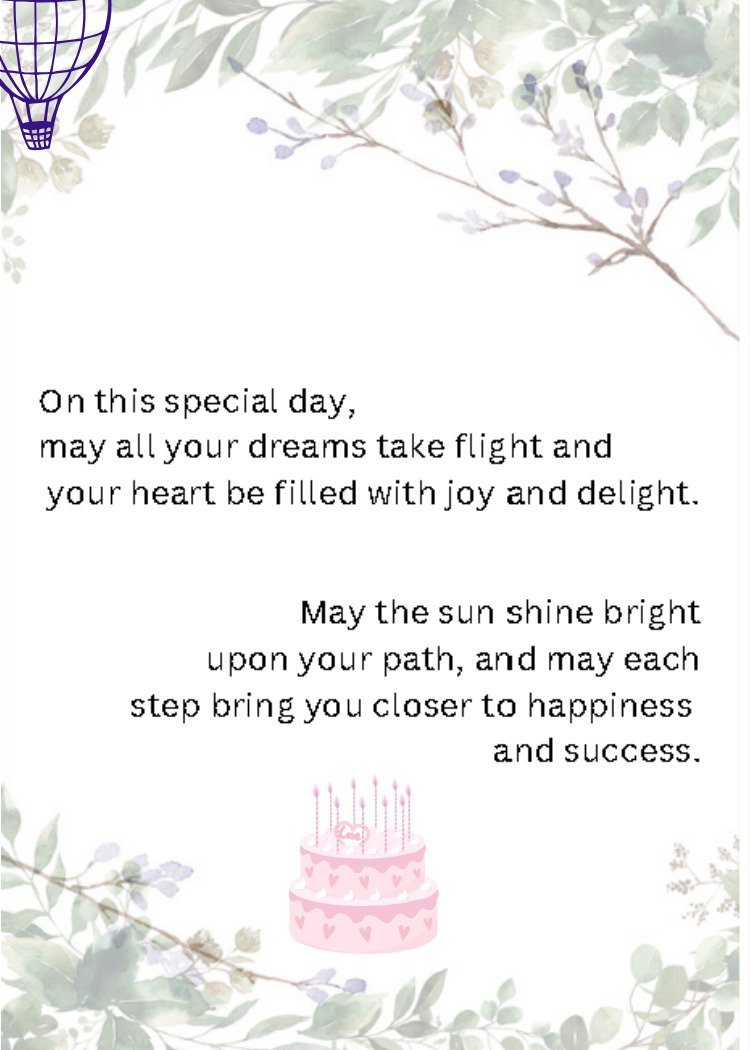 On this special day,
may all your dreams take flight and
your heart be filled with joy and delight.
May the sun shine bright
upon your path, and may each
step bring you closer to happiness
and success.